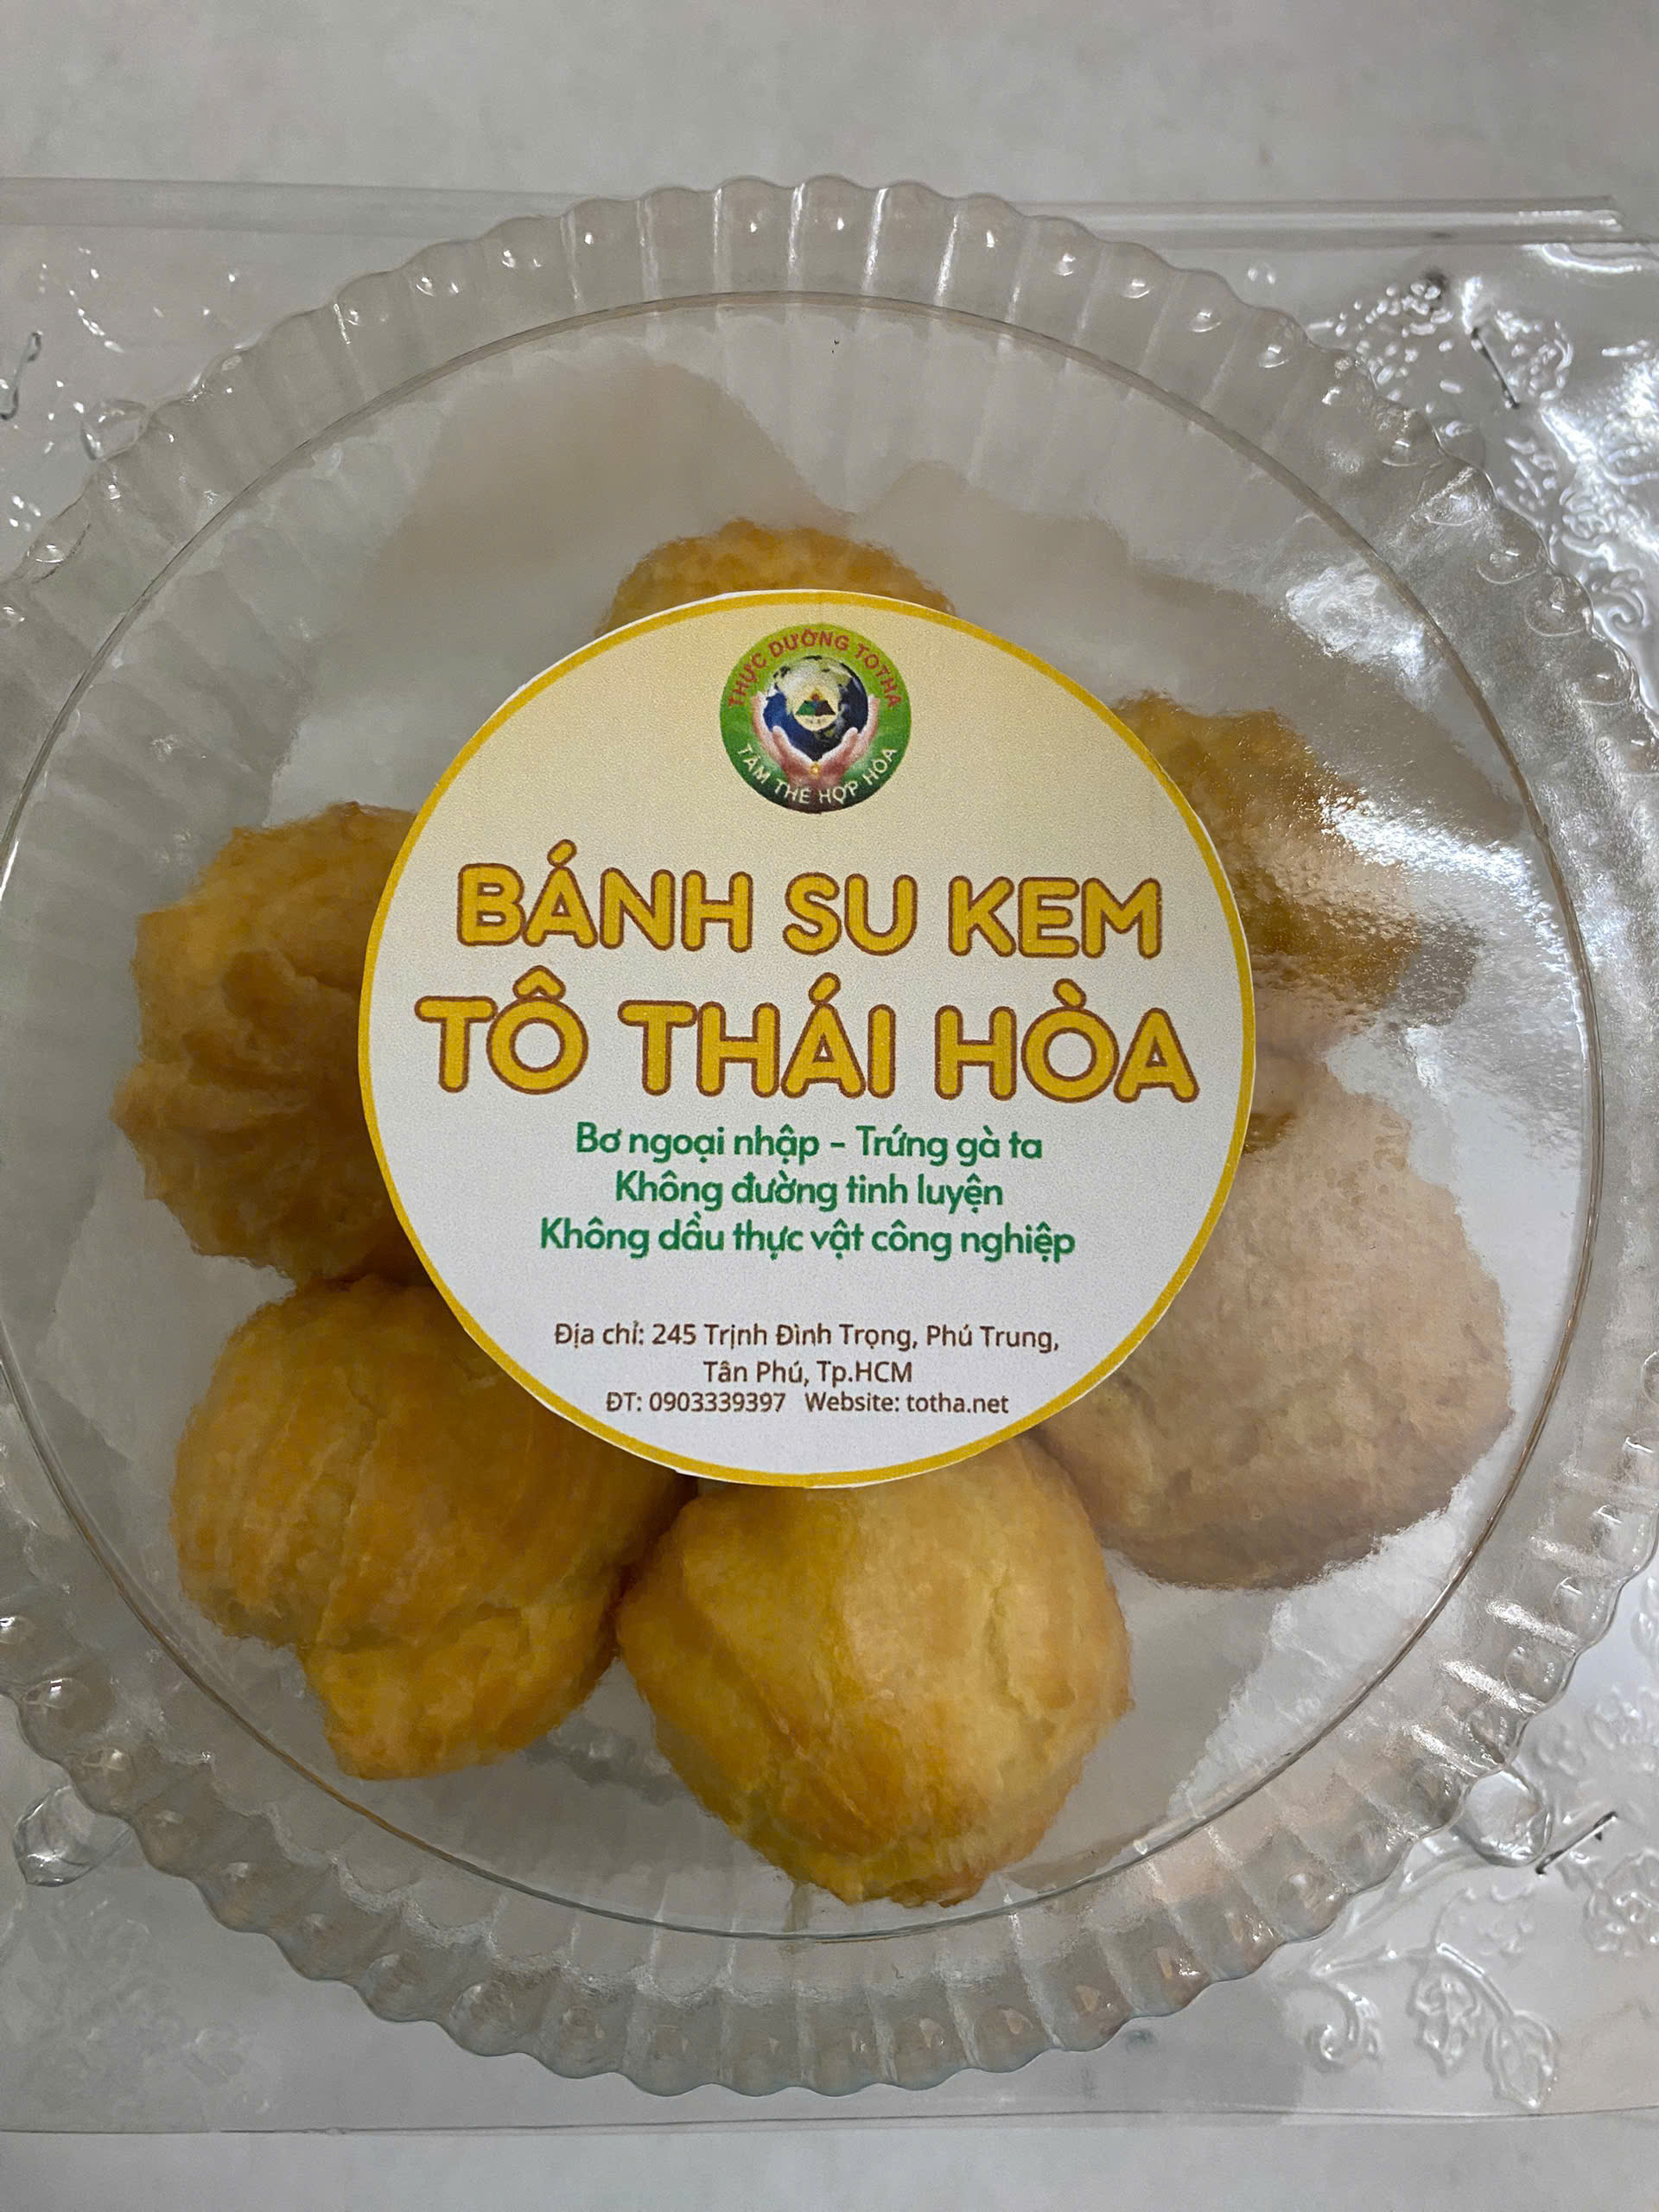 THỰC DƯỠNG TOTHA
TÂM THẾ HỢP HÒA
BÁNH SU KEM
TÔ THÁI HÒA
Bơ ngoại nhập - Trứng gà ta
Không đường tinh luyện
Không dầu thực vật công nghiệp
Địa chỉ: 245 Trịnh Đình Trọng, Phú Trung,
Tân Phú, Tp.HCM
ĐT: 0903339397 Website: totha.net